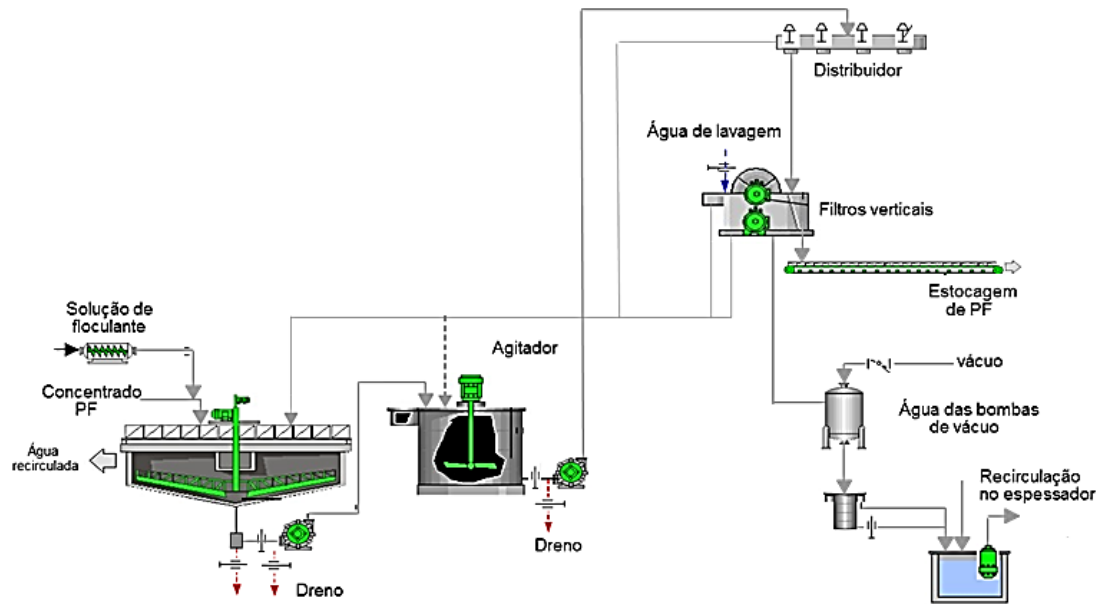 Distribuidor
Água de lavagem
Filtros verticais
Estocagem
de PF
Solução de
floculante
Agitador
Concentrado
PF
vácuo
Água das bombas
de vácuo
Água
recirculada
Recirculação
no espessador
Dreno
Dreno